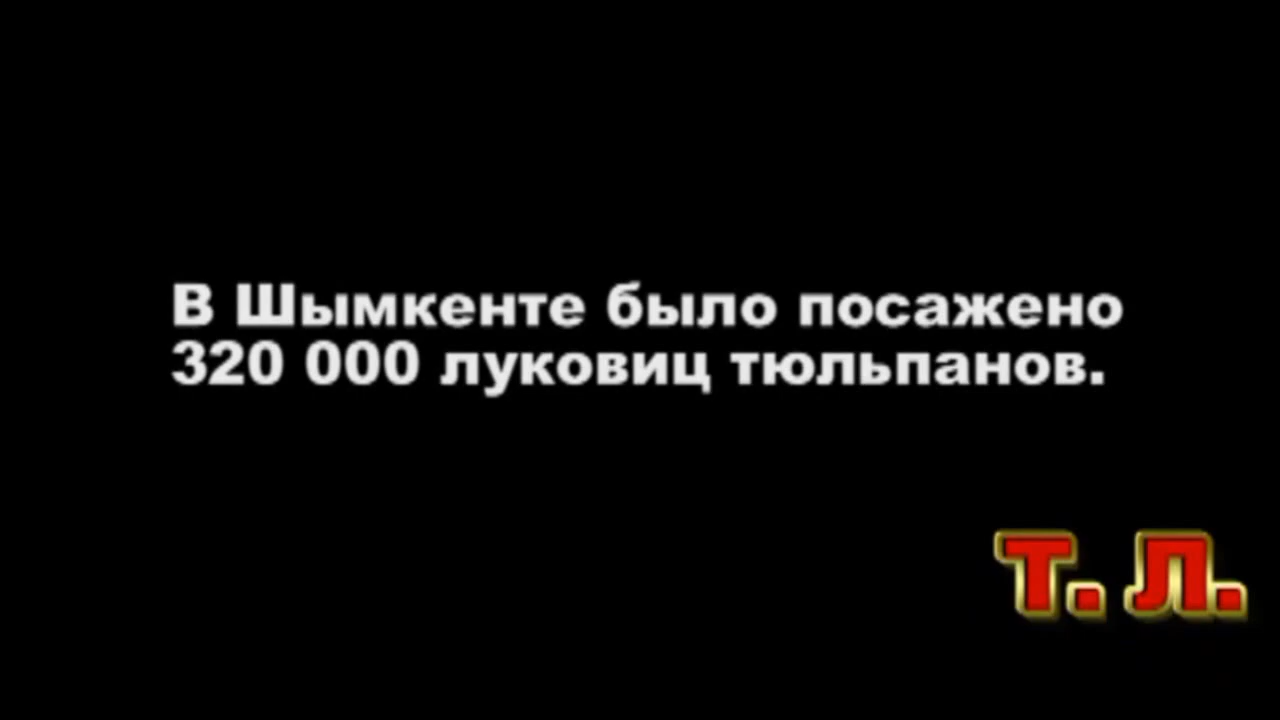 В Шымкенте было посажено
320 000 луковиц тюльпанов.
Т. Л.